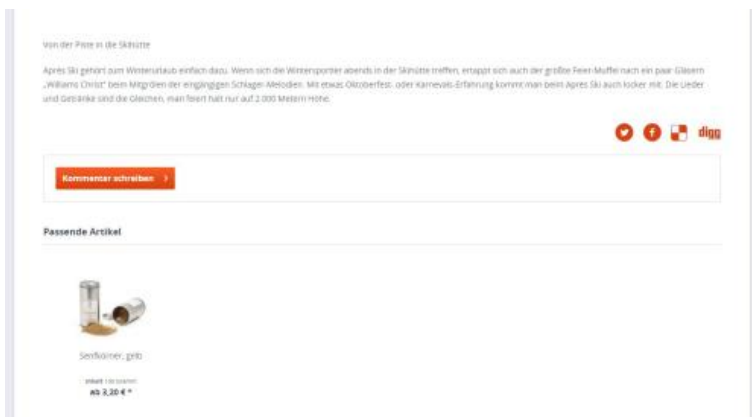 Von der Piste in die Skihütte
Après Ski gehört zum Winterurlaub einfach dazu. Wenn sich die Wintersportler abends in der Skihütte treffen, ertappt sich auch der größte Feier-Muffel nach ein paar Gläsern
„Williams Christ" beim Mitgrölen der eingängigen Schlager-Melodien. Mit etwas Oktoberfest- oder Karnevals-Erfahrung kommt man beim Après Ski auch locker mit. Die Lieder
und Getränke sind die Gleichen, man feiert halt nur auf 2.000 Metern Höhe.
digg
Kommentar schreiben
Passende Artikel
Senfkörner, gelb
Inhalt
ab 3,20 € *